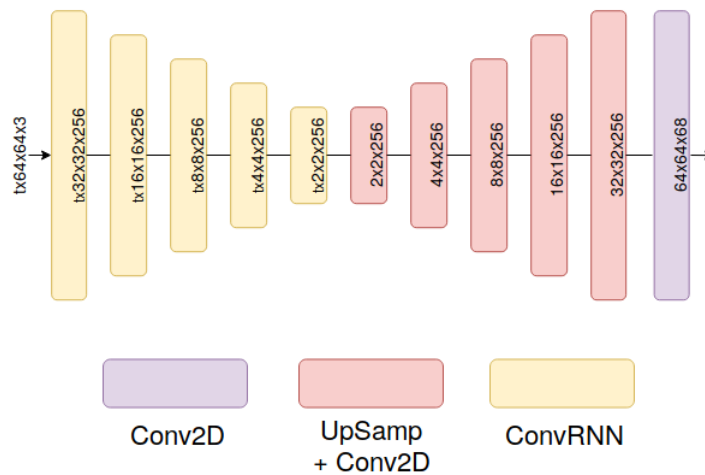 tx64x64x3
tx32x32x256
tx16x16x256
tx8x8x256
tx4x4x256
tx2x2x256
2x2x256
4x4x256
8x8x256
16x16x256
32x32x256
64x64x68
Conv2D
UpSamp
+ Conv2D
ConvRNN